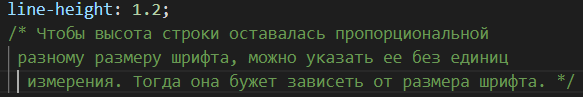 line-height: 1.2;
/* Чтобы высота строки оставалась пропорциональной
разному размеру шрифта, можно указать ее без единиц
измерения. Тогда она бужет зависеть от размера шрифта. */